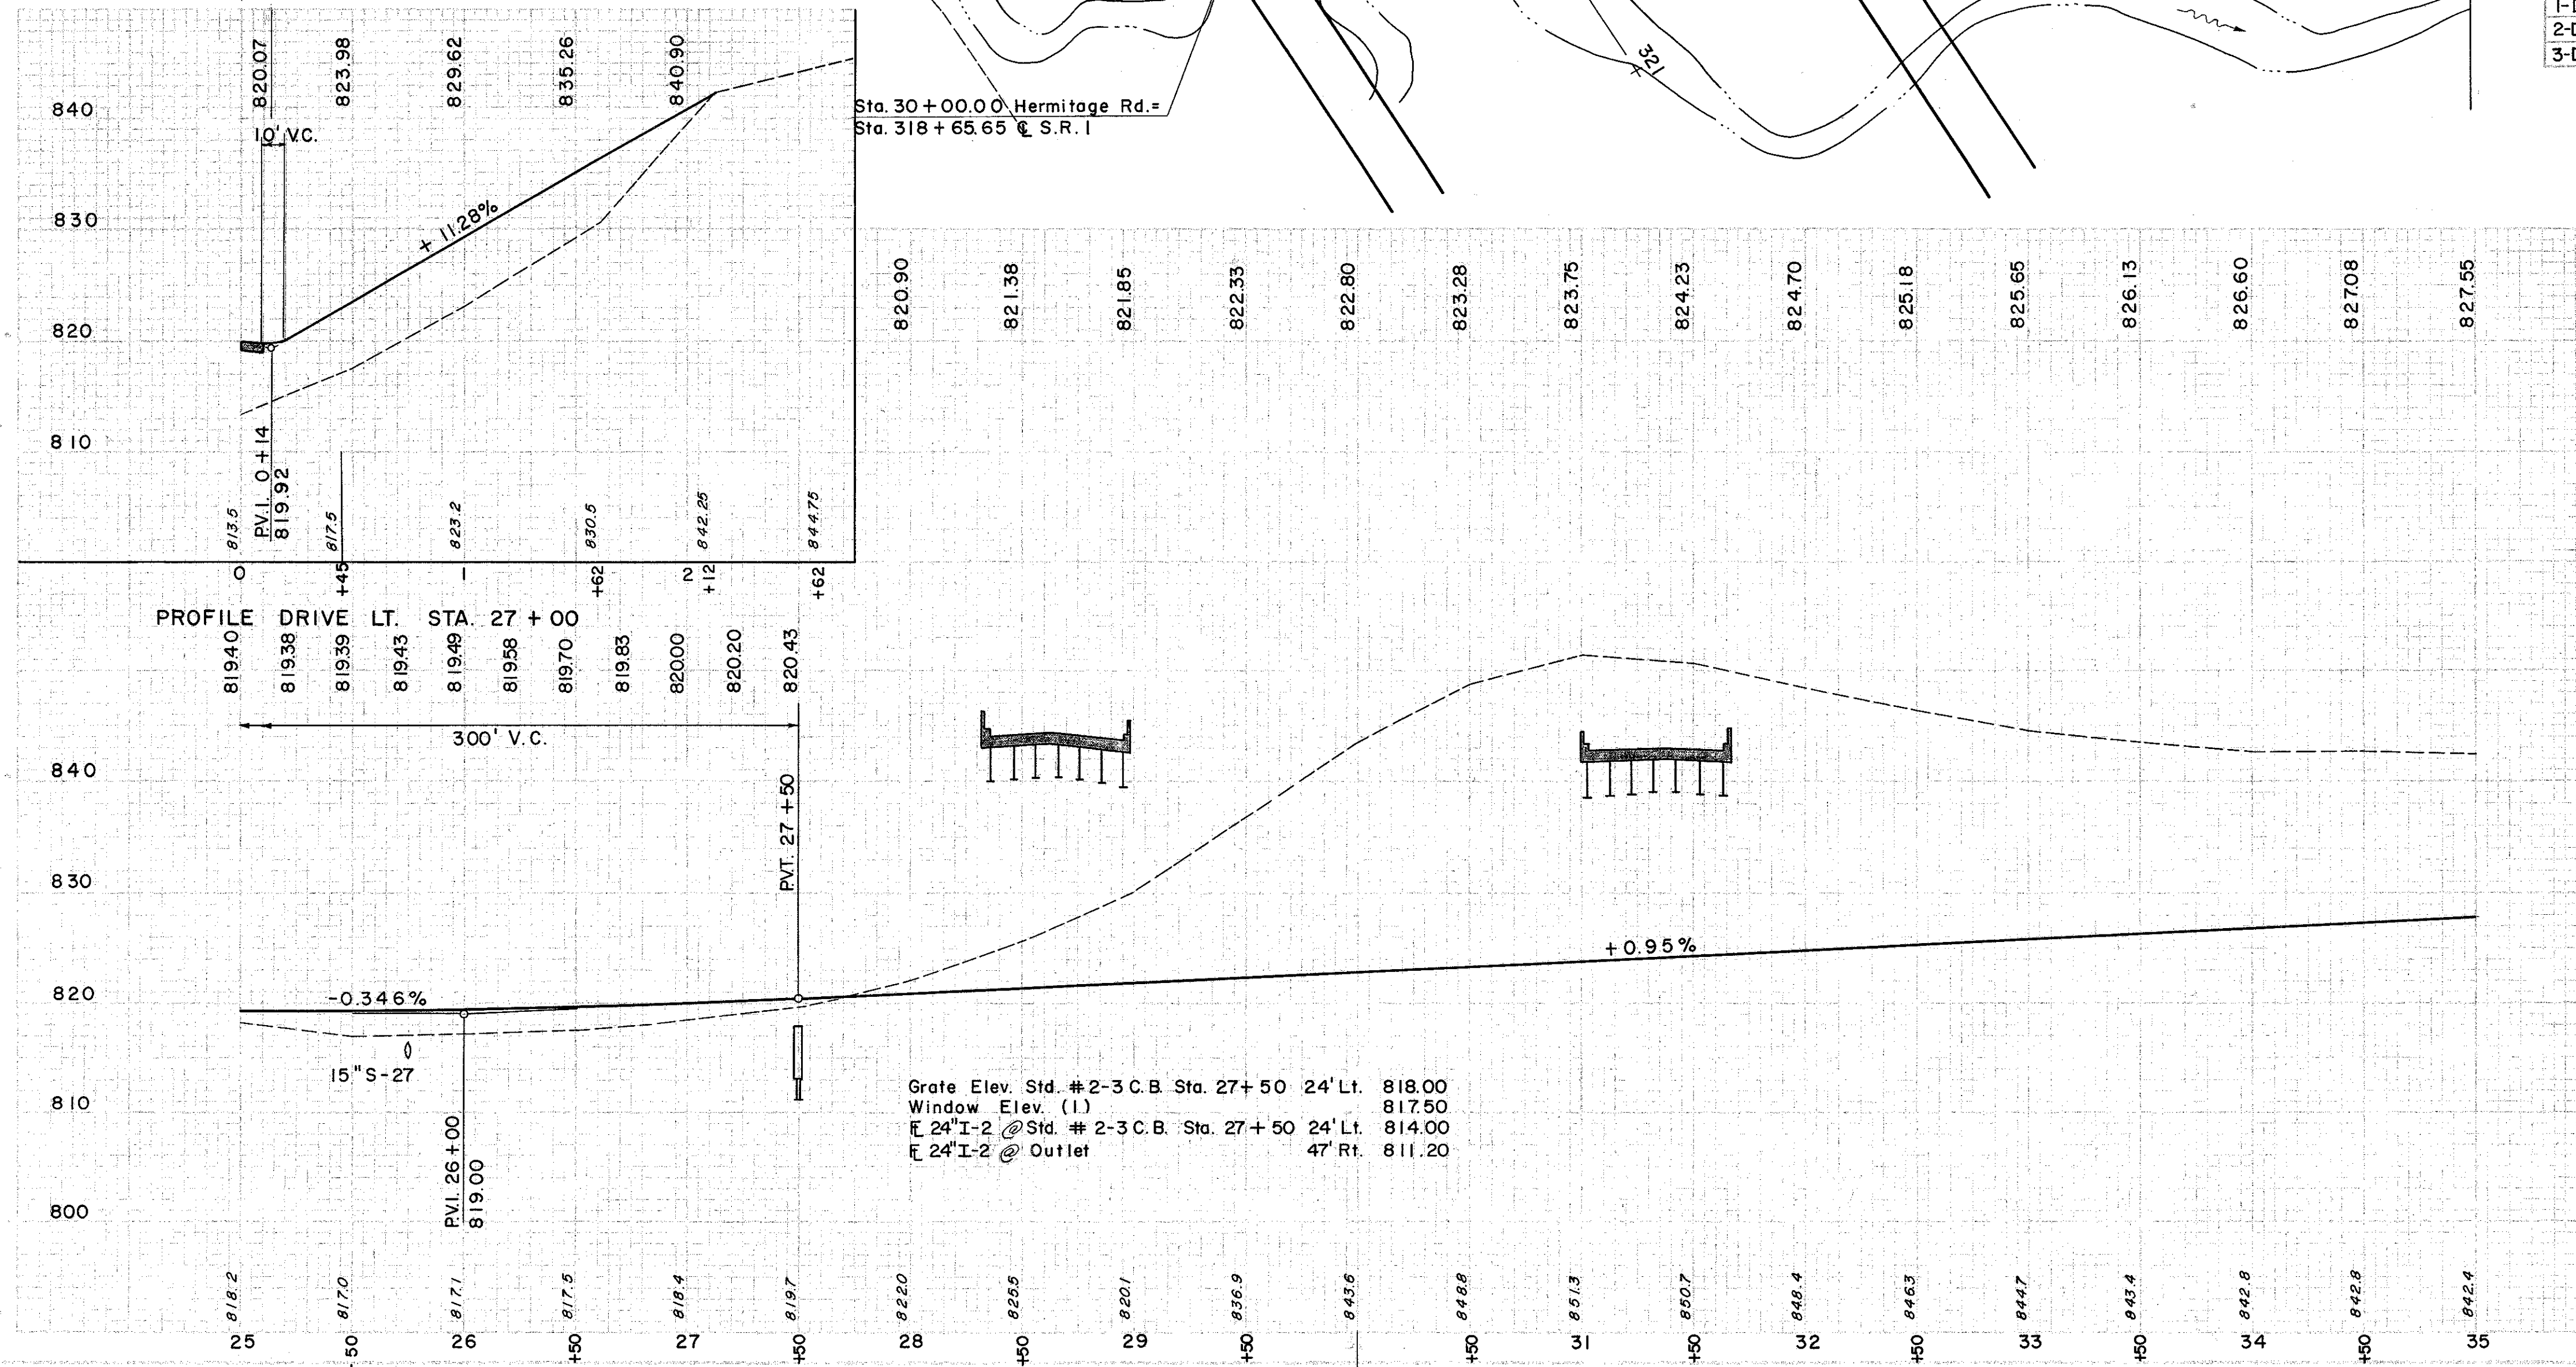 820.07 823.98 829.62 835.26 840.90
840
10' V.C.
830
+ 11.28%
820
810
P.V.I. 0+14
819.92
813.5 817.5 823.2 830.5 842.25 844.75
0 +45 1 +62 2 +12 +62
PROFILE DRIVE LT. STA. 27+00
321
1-D
2-D
3-D
Sta. 30+00.00 Hermitage Rd.=
Sta. 318+65.65 ℄ S.R. 1
819.40 819.38 819.39 819.43 819.49 819.58 819.70 819.83 820.00 820.20 820.43
820.90 821.38 821.85 822.33 822.80 823.28 823.75 824.23 824.70 825.18 825.65 826.13 826.60 827.08 827.55
300' V.C.
840
P.V.T. 27+50
830
+0.95%
820
-0.346%
15"S-27
810
P.V.I. 26+00
819.00
800
Grate Elev. Std. #2-3 C.B. Sta. 27+50 24' Lt. 818.00
Window Elev. (1) 817.50
FL 24"I-2 @ Std. # 2-3 C.B. Sta. 27+50 24' Lt. 814.00
FL 24"I-2 @ Outlet 47' Rt. 811.20
818.2 817.0 817.1 817.5 818.4 819.7 822.0 825.5 820.1 836.9 843.6 848.8 851.3 850.7 848.4 846.3 844.7 843.4 842.8 842.8 842.4
25 50 26 +50 27 +50 28 +50 29 +50 +50 31 +50 32 +50 33 +50 34 +50 35